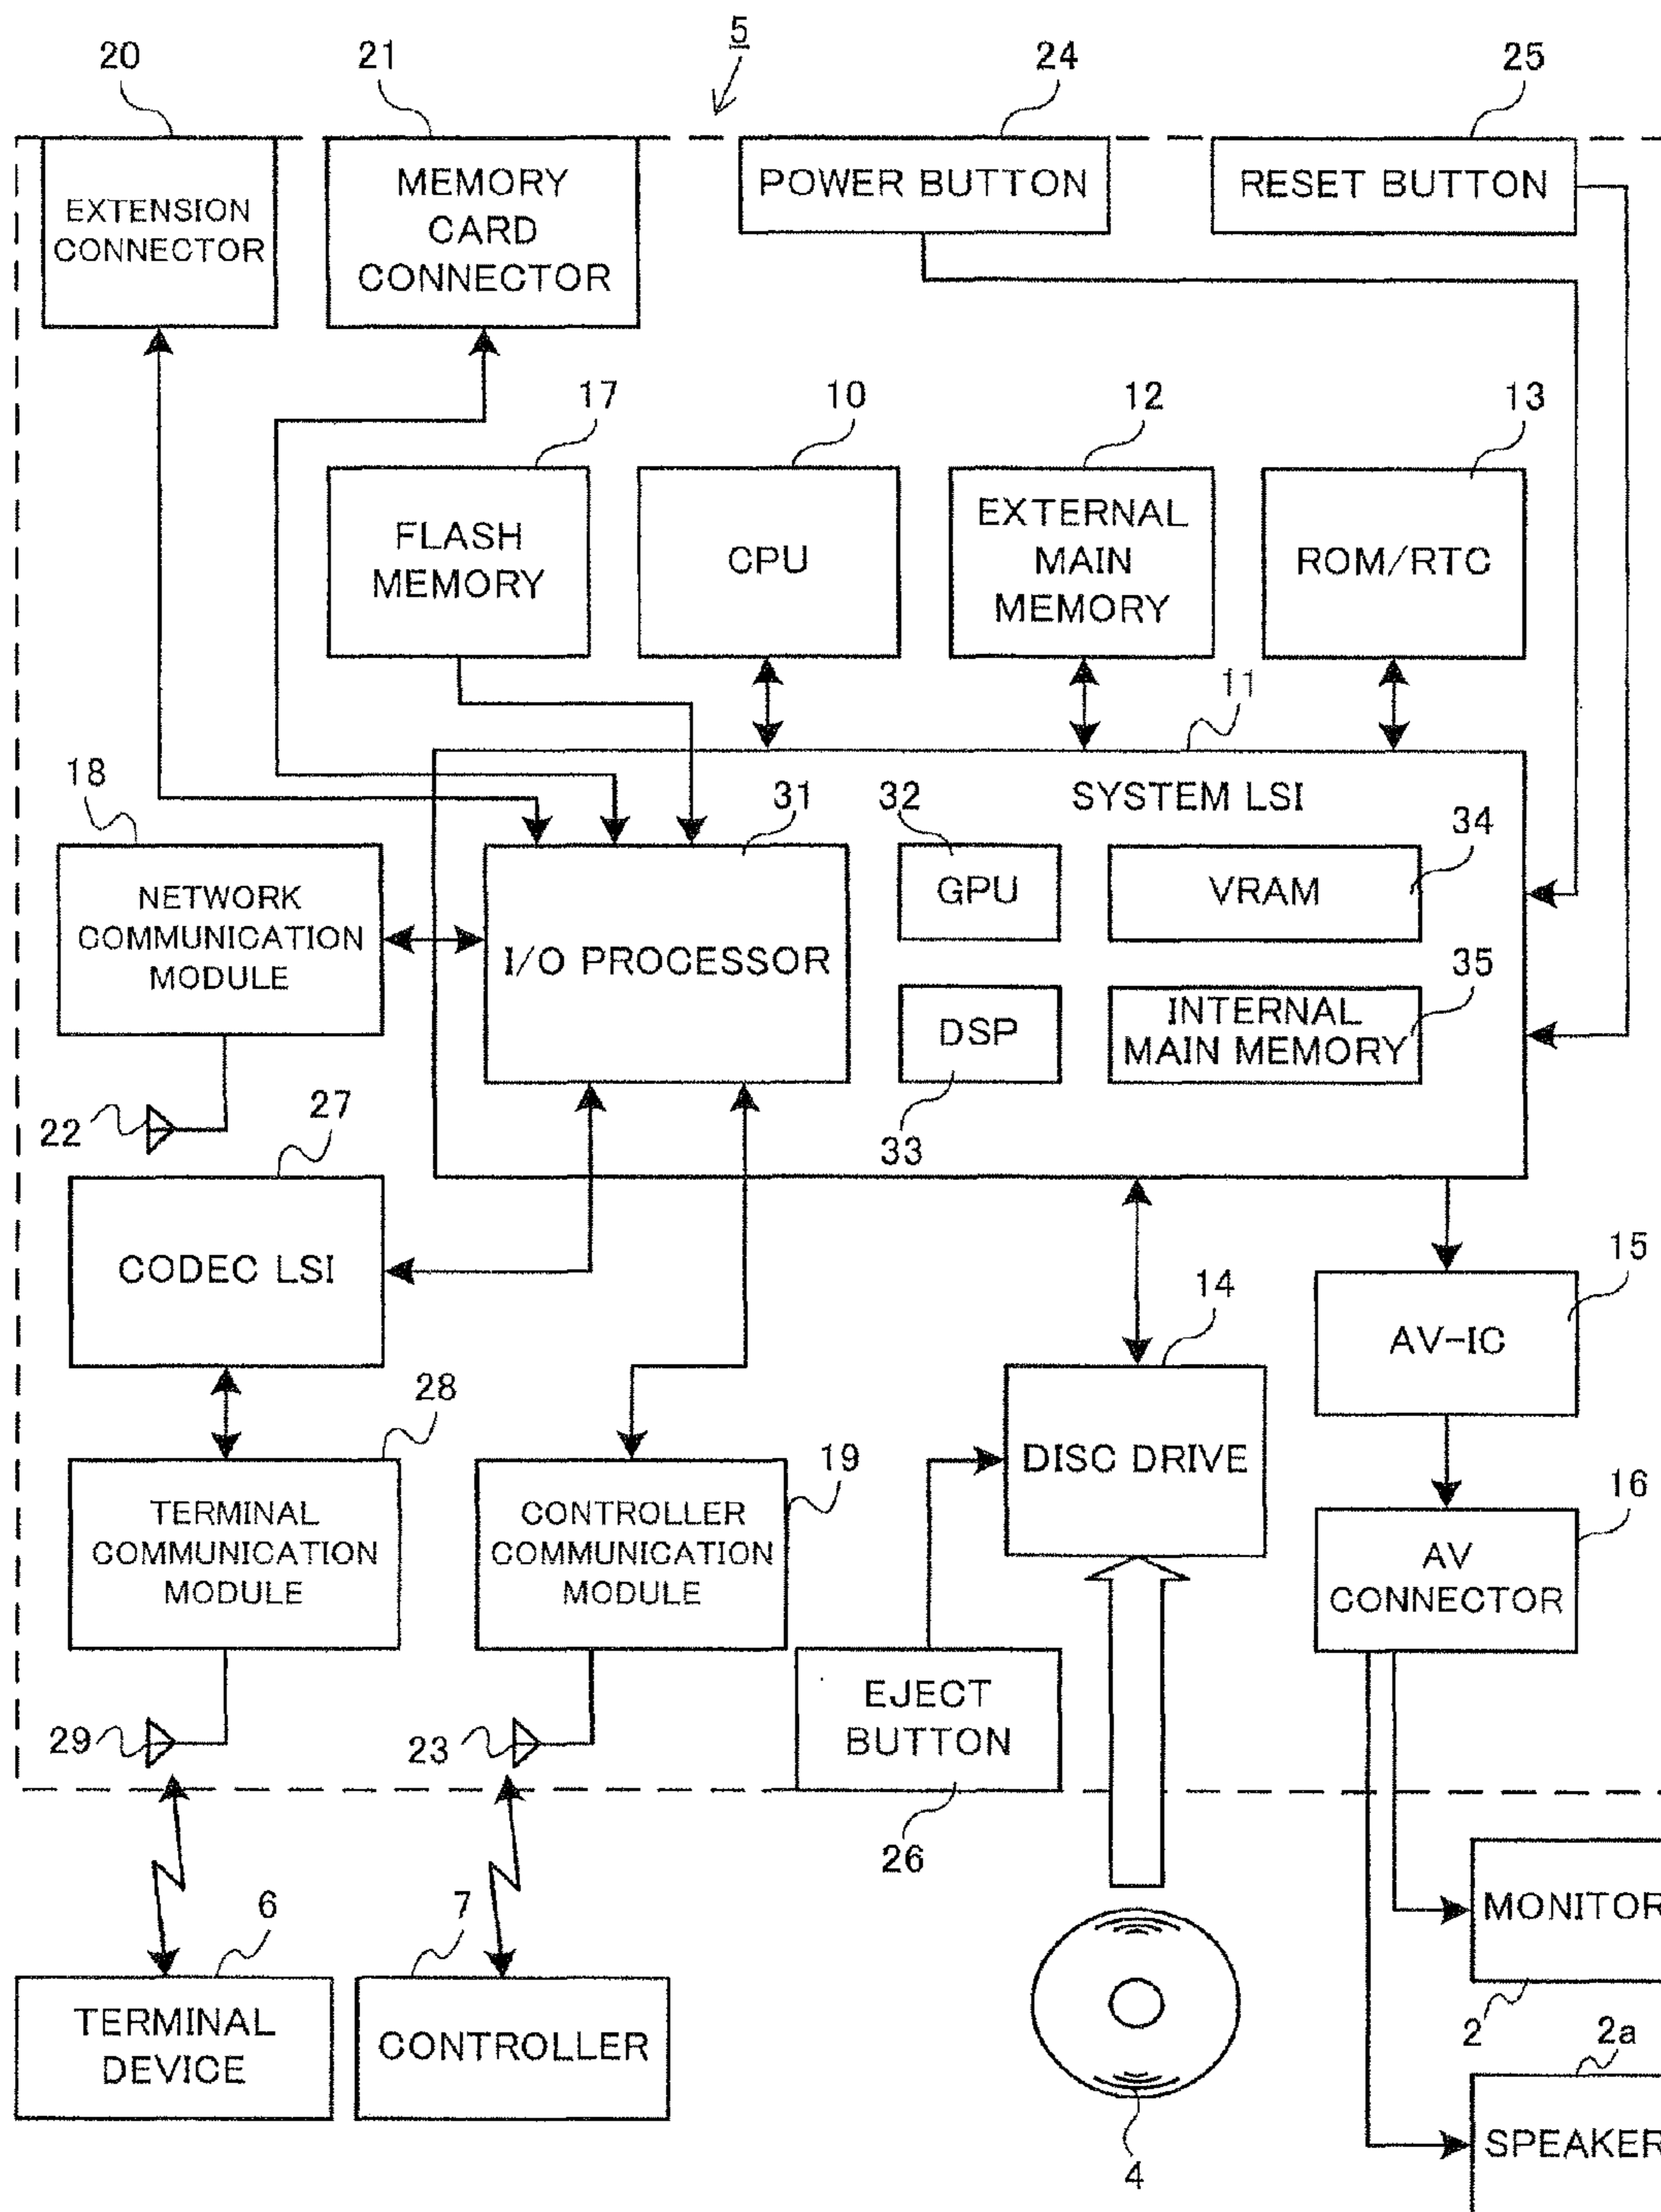 5
20
21
24
25
EXTENSION
CONNECTOR
MEMORY
CARD
CONNECTOR
POWER BUTTON
RESET BUTTON
17
10
12
13
FLASH
MEMORY
CPU
EXTERNAL
MAIN
MEMORY
ROM/RTC
11
SYSTEM LSI
18
31
32
34
NETWORK
COMMUNICATION
MODULE
I/O PROCESSOR
GPU
VRAM
35
DSP
INTERNAL
MAIN MEMORY
33
22
27
CODEC LSI
14
15
AV-IC
28
19
DISC DRIVE
16
TERMINAL
COMMUNICATION
MODULE
CONTROLLER
COMMUNICATION
MODULE
AV
CONNECTOR
29
23
EJECT
BUTTON
26
6
7
MONITOR
2
TERMINAL
DEVICE
CONTROLLER
4
2a
SPEAKER